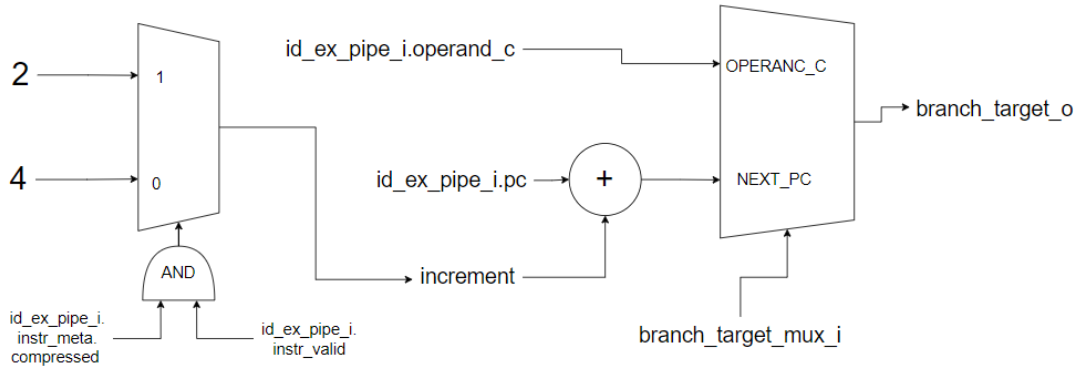 2
1
4
0
AND
id_ex_pipe_i.
instr_meta.
compressed
id_ex_pipe_i.
instr_valid
id_ex_pipe_i.operand_c
id_ex_pipe_i.pc
+
increment
OPERANC_C
NEXT_PC
branch_target_o
branch_target_mux_i